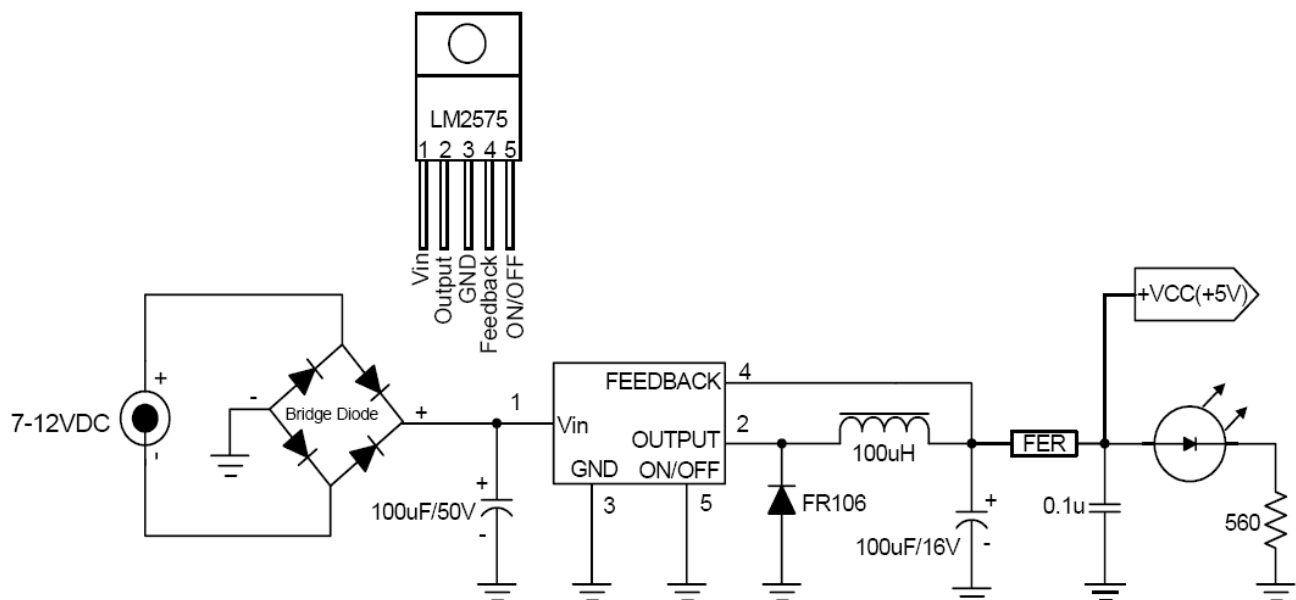 LM2575
1 2 3 4 5
Vin
Output
GND
Feedback
ON/OFF
+VCC(+5V)
7-12VDC
+
-
-
Bridge Diode
+
1
Vin
FEEDBACK
4
OUTPUT
2
GND
ON/OFF
3
5
+
100uF/50V
-
FR106
100uH
+
100uF/16V
-
FER
0.1u
560